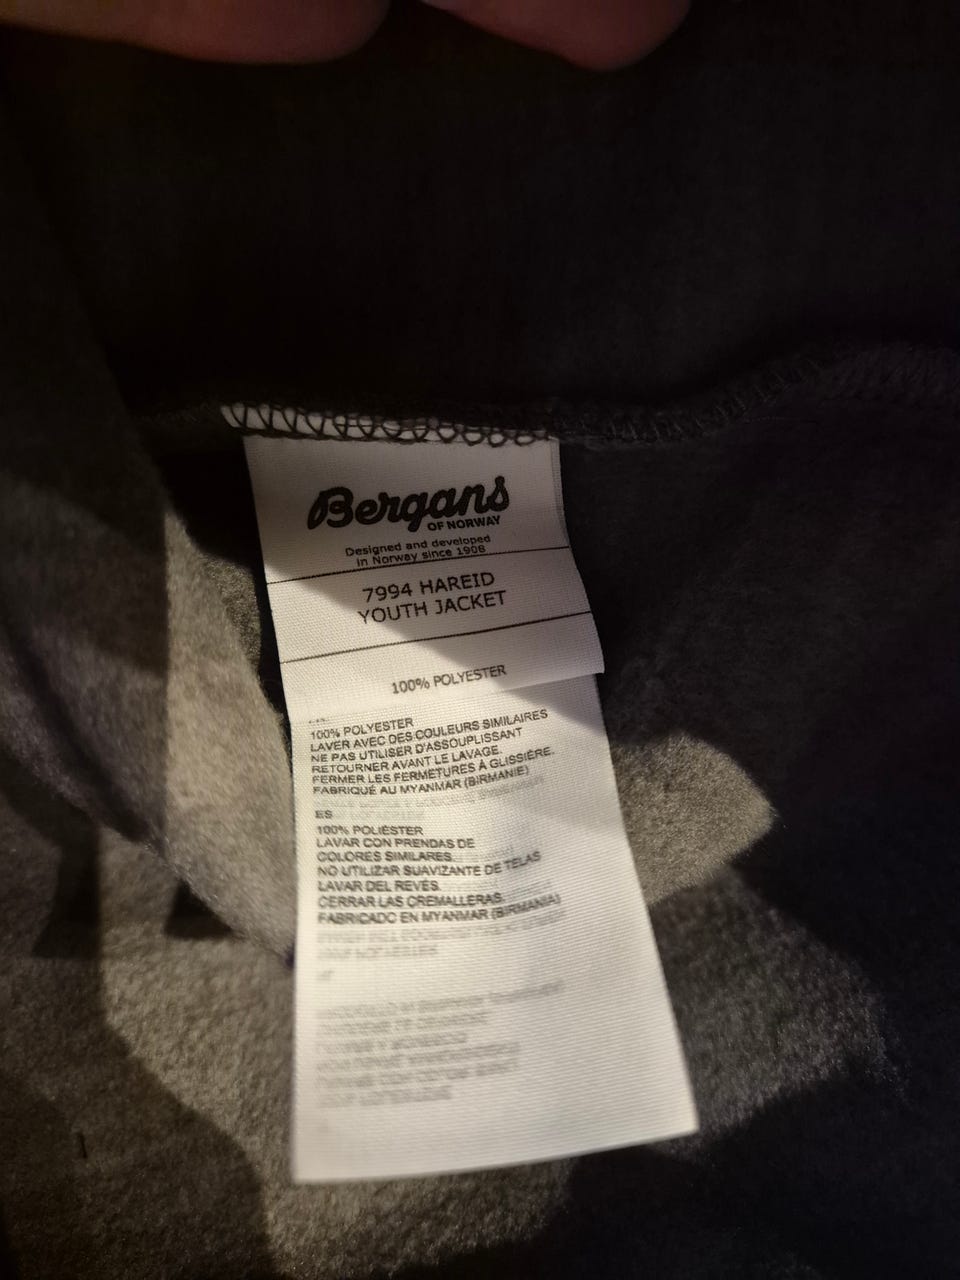 Bergans
OF NORWAY
Designed and developed
in Norway since 1908
7994 HAREID
YOUTH JACKET
100% POLYESTER
100% POLYESTER
LAVER AVEC DES COULEURS SIMILAIRES
NE PAS UTILISER D'ASSOUPLISSANT
RETOURNER AVANT LE LAVAGE.
FERMER LES FERMETURES À GLISSIÈRE.
FABRIQUÉ AU MYANMAR (BIRMANIE)
ES
100% POLIÉSTER
LAVAR CON PRENDAS DE
COLORES SIMILARES.
NO UTILIZAR SUAVIZANTE DE TELAS
LAVAR DEL REVÉS.
CERRAR LAS CREMALLERAS.
FABRICADO EN MYANMAR (BIRMANIA)